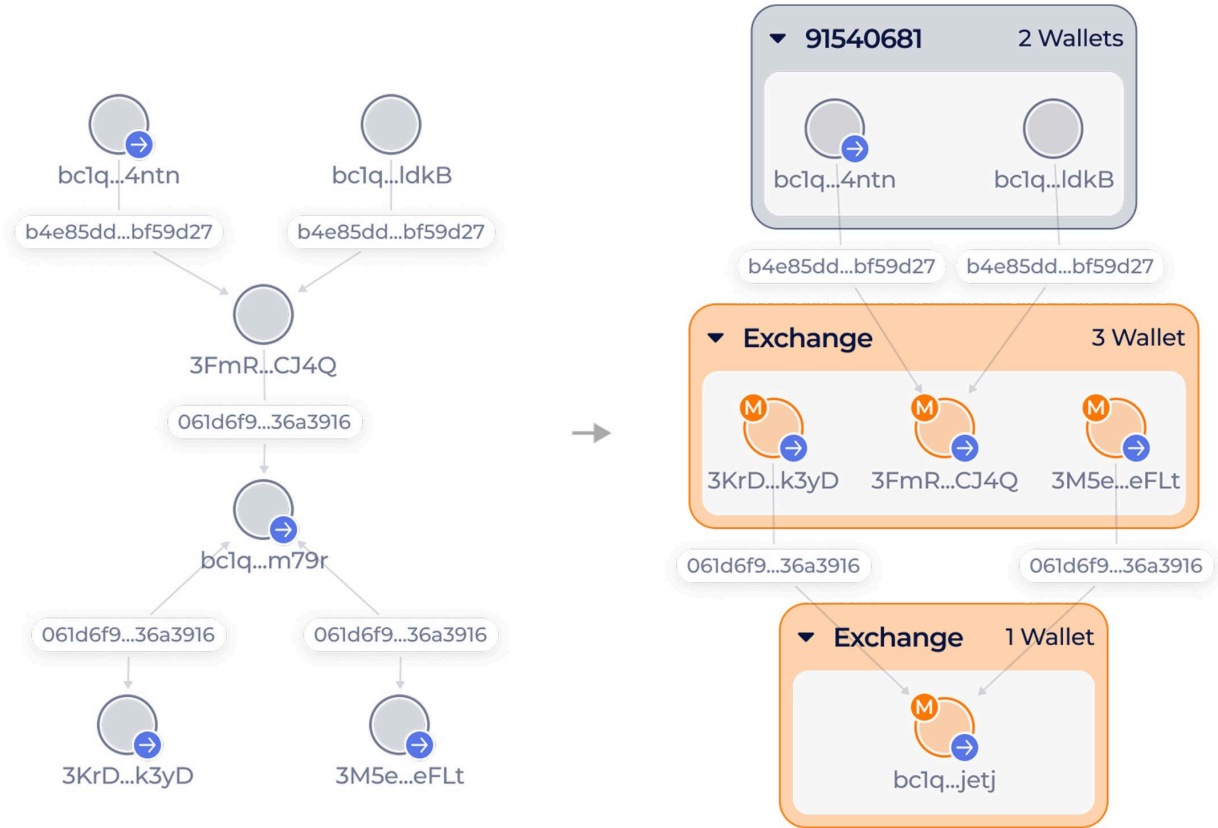 bc1q...4ntn
bc1q...ldkB
b4e85dd...bf59d27
b4e85dd...bf59d27
3FmR...CJ4Q
061d6f9...36a3916
bc1q...m79r
061d6f9...36a3916
061d6f9...36a3916
3KrD...k3yD
3M5e...eFLt
91540681
2 Wallets
bc1q...4ntn
bc1q...ldkB
b4e85dd...bf59d27
b4e85dd...bf59d27
Exchange
3 Wallet
M
M
M
3KrD...k3yD
3FmR...CJ4Q
3M5e...eFLt
061d6f9...36a3916
061d6f9...36a3916
Exchange
1 Wallet
M
bc1q...jetj